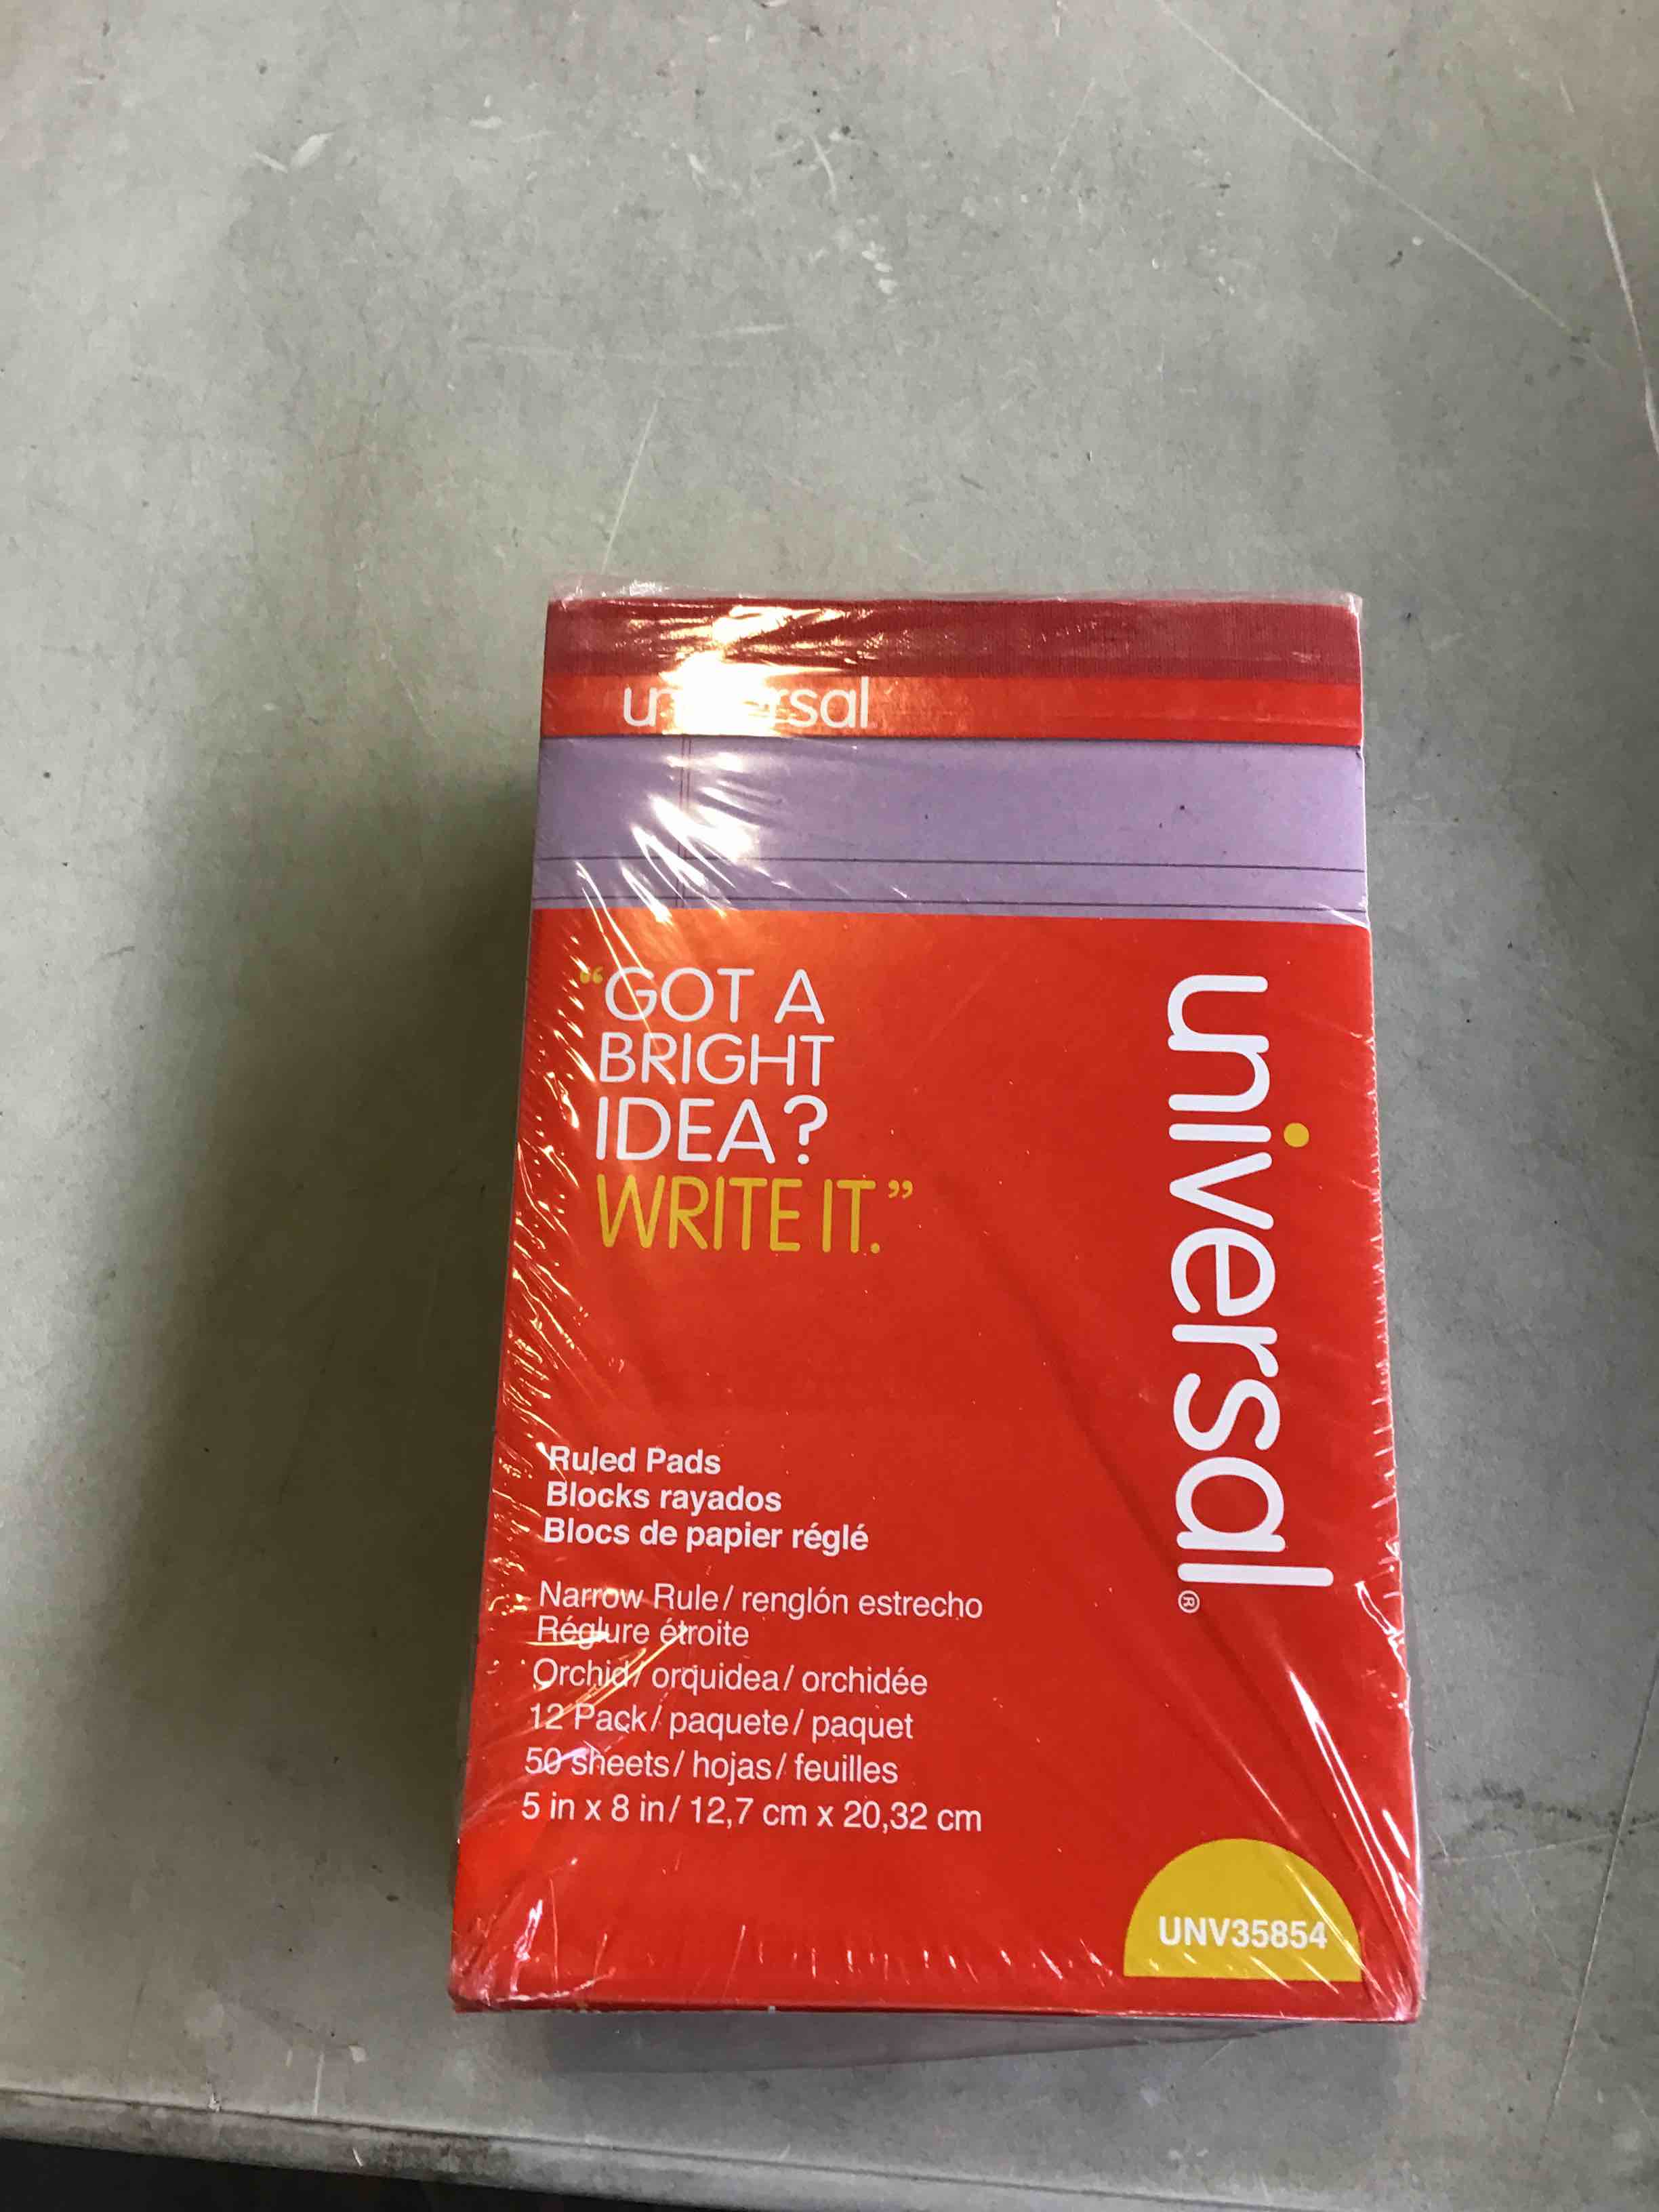 “GOT A
BRIGHT
IDEA?
WRITE IT.”
universal®
Ruled Pads
Blocks rayados
Blocs de papier réglé
Narrow Rule / renglón estrecho
Réglure étroite
Orchid / orquidea / orchidée
12 Pack / paquete / paquet
50 sheets / hojas / feuilles
5 in x 8 in / 12,7 cm x 20,32 cm
UNV35854